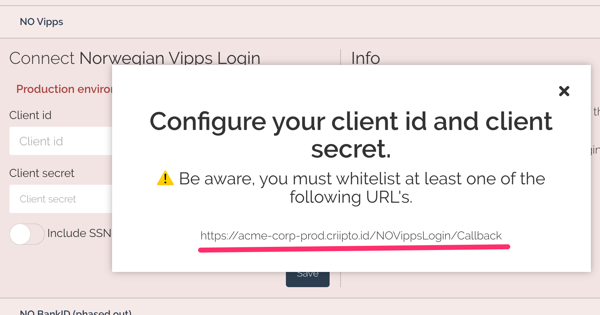 NO Vipps
Connect Norwegian Vipps Login
Info
Production environ
Client id
Client id
Client secret
Client secret
Include SSN
Configure your client id and client
secret.
Be aware, you must whitelist at least one of the
following URL's.
https://acme-corp-prod.criipto.id/NOVippsLogin/Callback
Save
NO BankID (phased out)